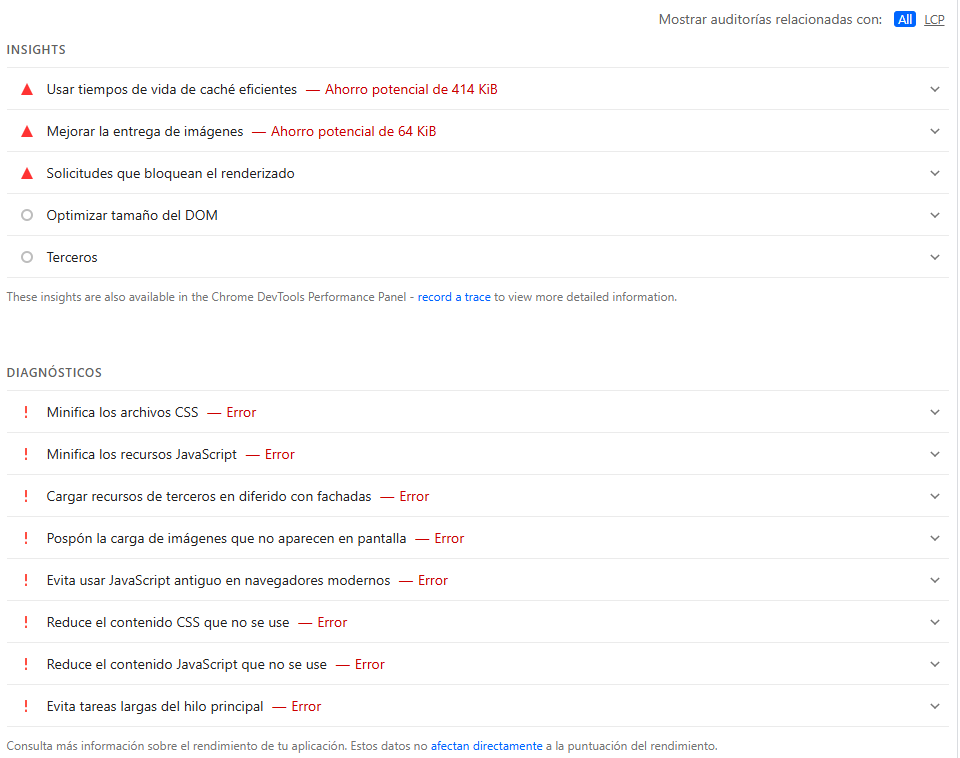 Mostrar auditorías relacionadas con: All LCP
INSIGHTS
Usar tiempos de vida de caché eficientes — Ahorro potencial de 414 KiB
Mejorar la entrega de imágenes — Ahorro potencial de 64 KiB
Solicitudes que bloquean el renderizado
Optimizar tamaño del DOM
Terceros
These insights are also available in the Chrome DevTools Performance Panel - record a trace to view more detailed information.
DIAGNÓSTICOS
! Minifica los archivos CSS — Error
! Minifica los recursos JavaScript — Error
! Cargar recursos de terceros en diferido con fachadas — Error
! Pospón la carga de imágenes que no aparecen en pantalla — Error
! Evita usar JavaScript antiguo en navegadores modernos — Error
! Reduce el contenido CSS que no se use — Error
! Reduce el contenido JavaScript que no se use — Error
! Evita tareas largas del hilo principal — Error
Consulta más información sobre el rendimiento de tu aplicación. Estos datos no afectan directamente a la puntuación del rendimiento.